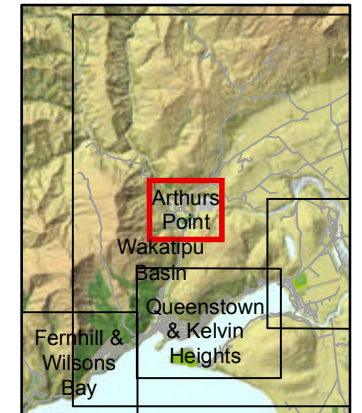 Arthurs
Point
Wakatipu
Basin
Queenstown
& Kelvin
Heights
Fernhill &
Wilsons
Bay